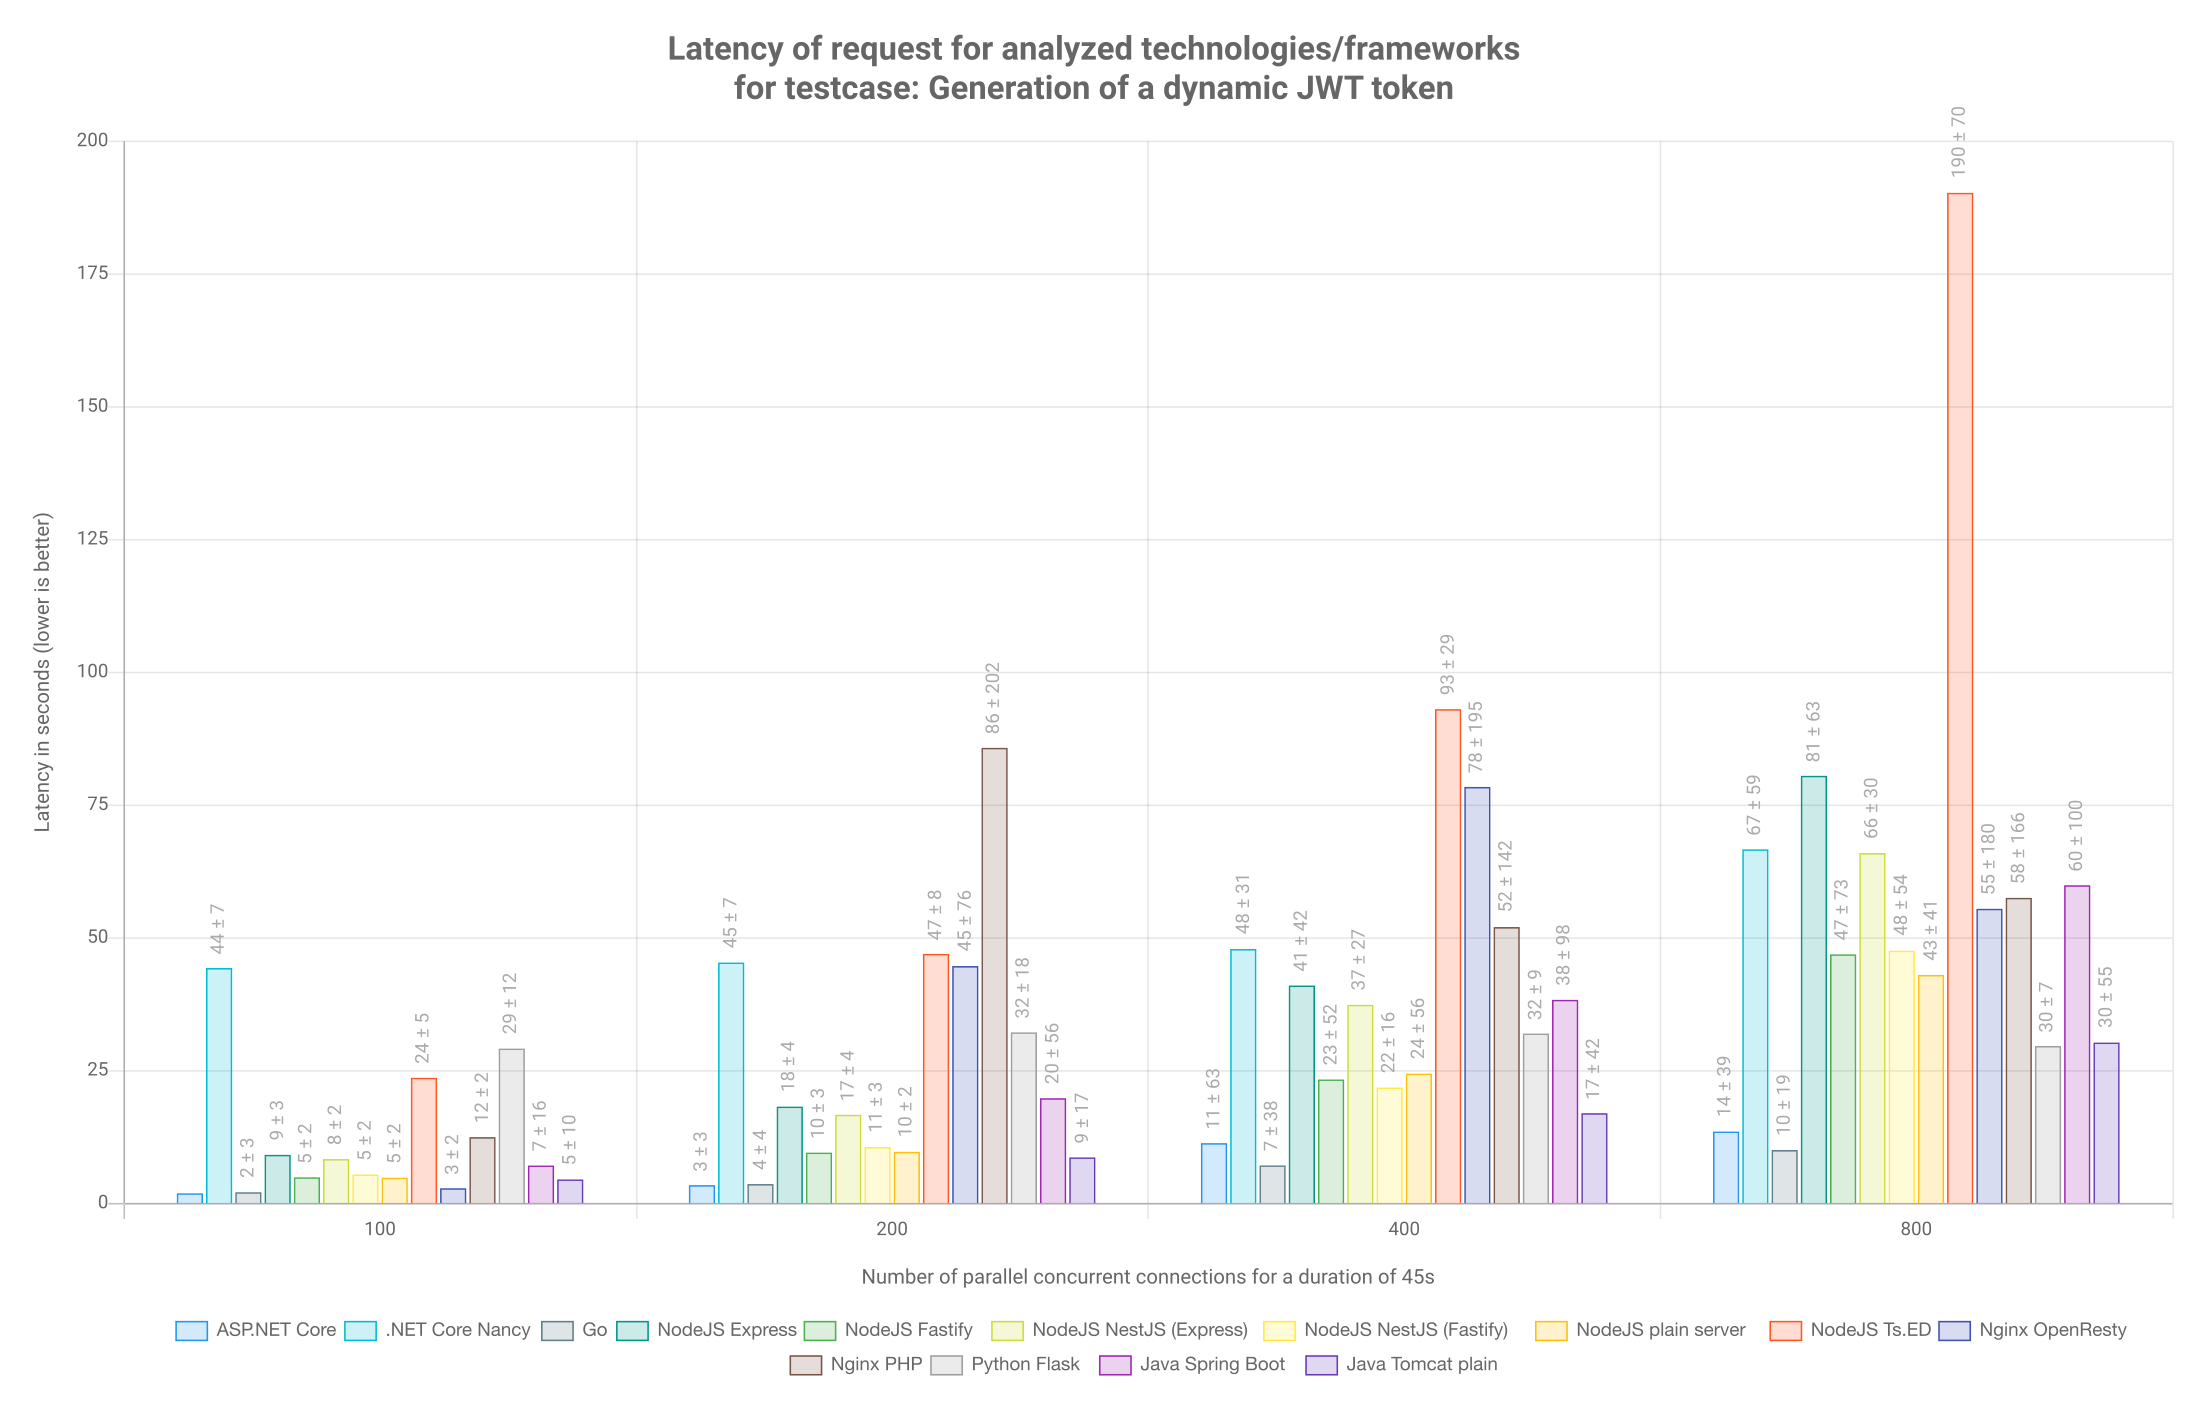 Latency of request for analyzed technologies/frameworks
for testcase: Generation of a dynamic JWT token
Latency in seconds (lower is better)
200
175
150
125
100
75
50
25
0
44 ± 7
2 ± 3
9 ± 3
5 ± 2
8 ± 2
5 ± 2
5 ± 2
24 ± 5
3 ± 2
12 ± 2
29 ± 12
7 ± 16
5 ± 10
3 ± 3
45 ± 7
4 ± 4
18 ± 4
10 ± 3
17 ± 4
11 ± 3
10 ± 2
47 ± 8
45 ± 76
86 ± 202
32 ± 18
20 ± 56
9 ± 17
11 ± 63
48 ± 31
7 ± 38
41 ± 42
23 ± 52
37 ± 27
22 ± 16
24 ± 56
93 ± 29
78 ± 195
52 ± 142
32 ± 9
38 ± 98
17 ± 42
14 ± 39
67 ± 59
10 ± 19
81 ± 63
47 ± 73
66 ± 30
48 ± 54
43 ± 41
190 ± 70
55 ± 180
58 ± 166
30 ± 7
60 ± 100
30 ± 55
100
200
400
800
Number of parallel concurrent connections for a duration of 45s
ASP.NET Core .NET Core Nancy Go NodeJS Express NodeJS Fastify NodeJS NestJS (Express) NodeJS NestJS (Fastify) NodeJS plain server NodeJS Ts.ED Nginx OpenResty
Nginx PHP Python Flask Java Spring Boot Java Tomcat plain